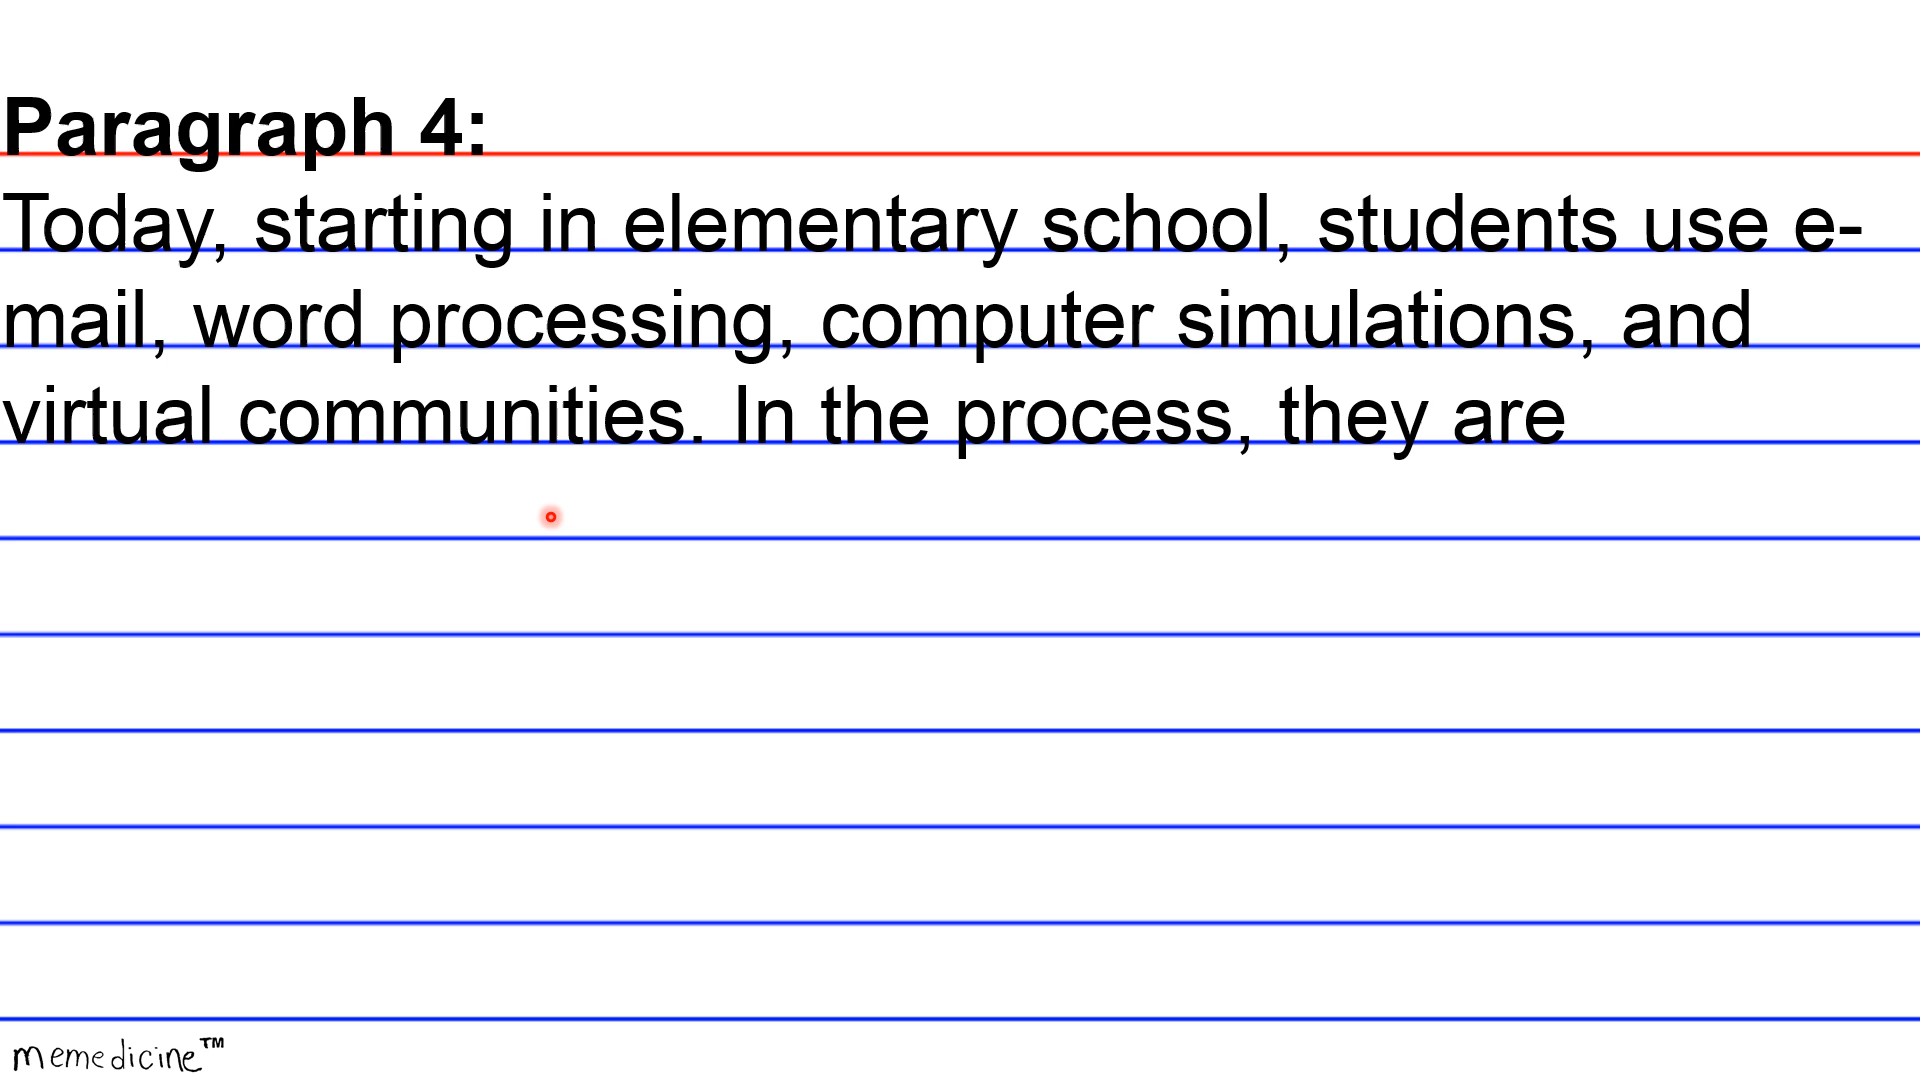 Paragraph 4:
Today, starting in elementary school, students use e-
mail, word processing, computer simulations, and
virtual communities. In the process, they are
memedicine™